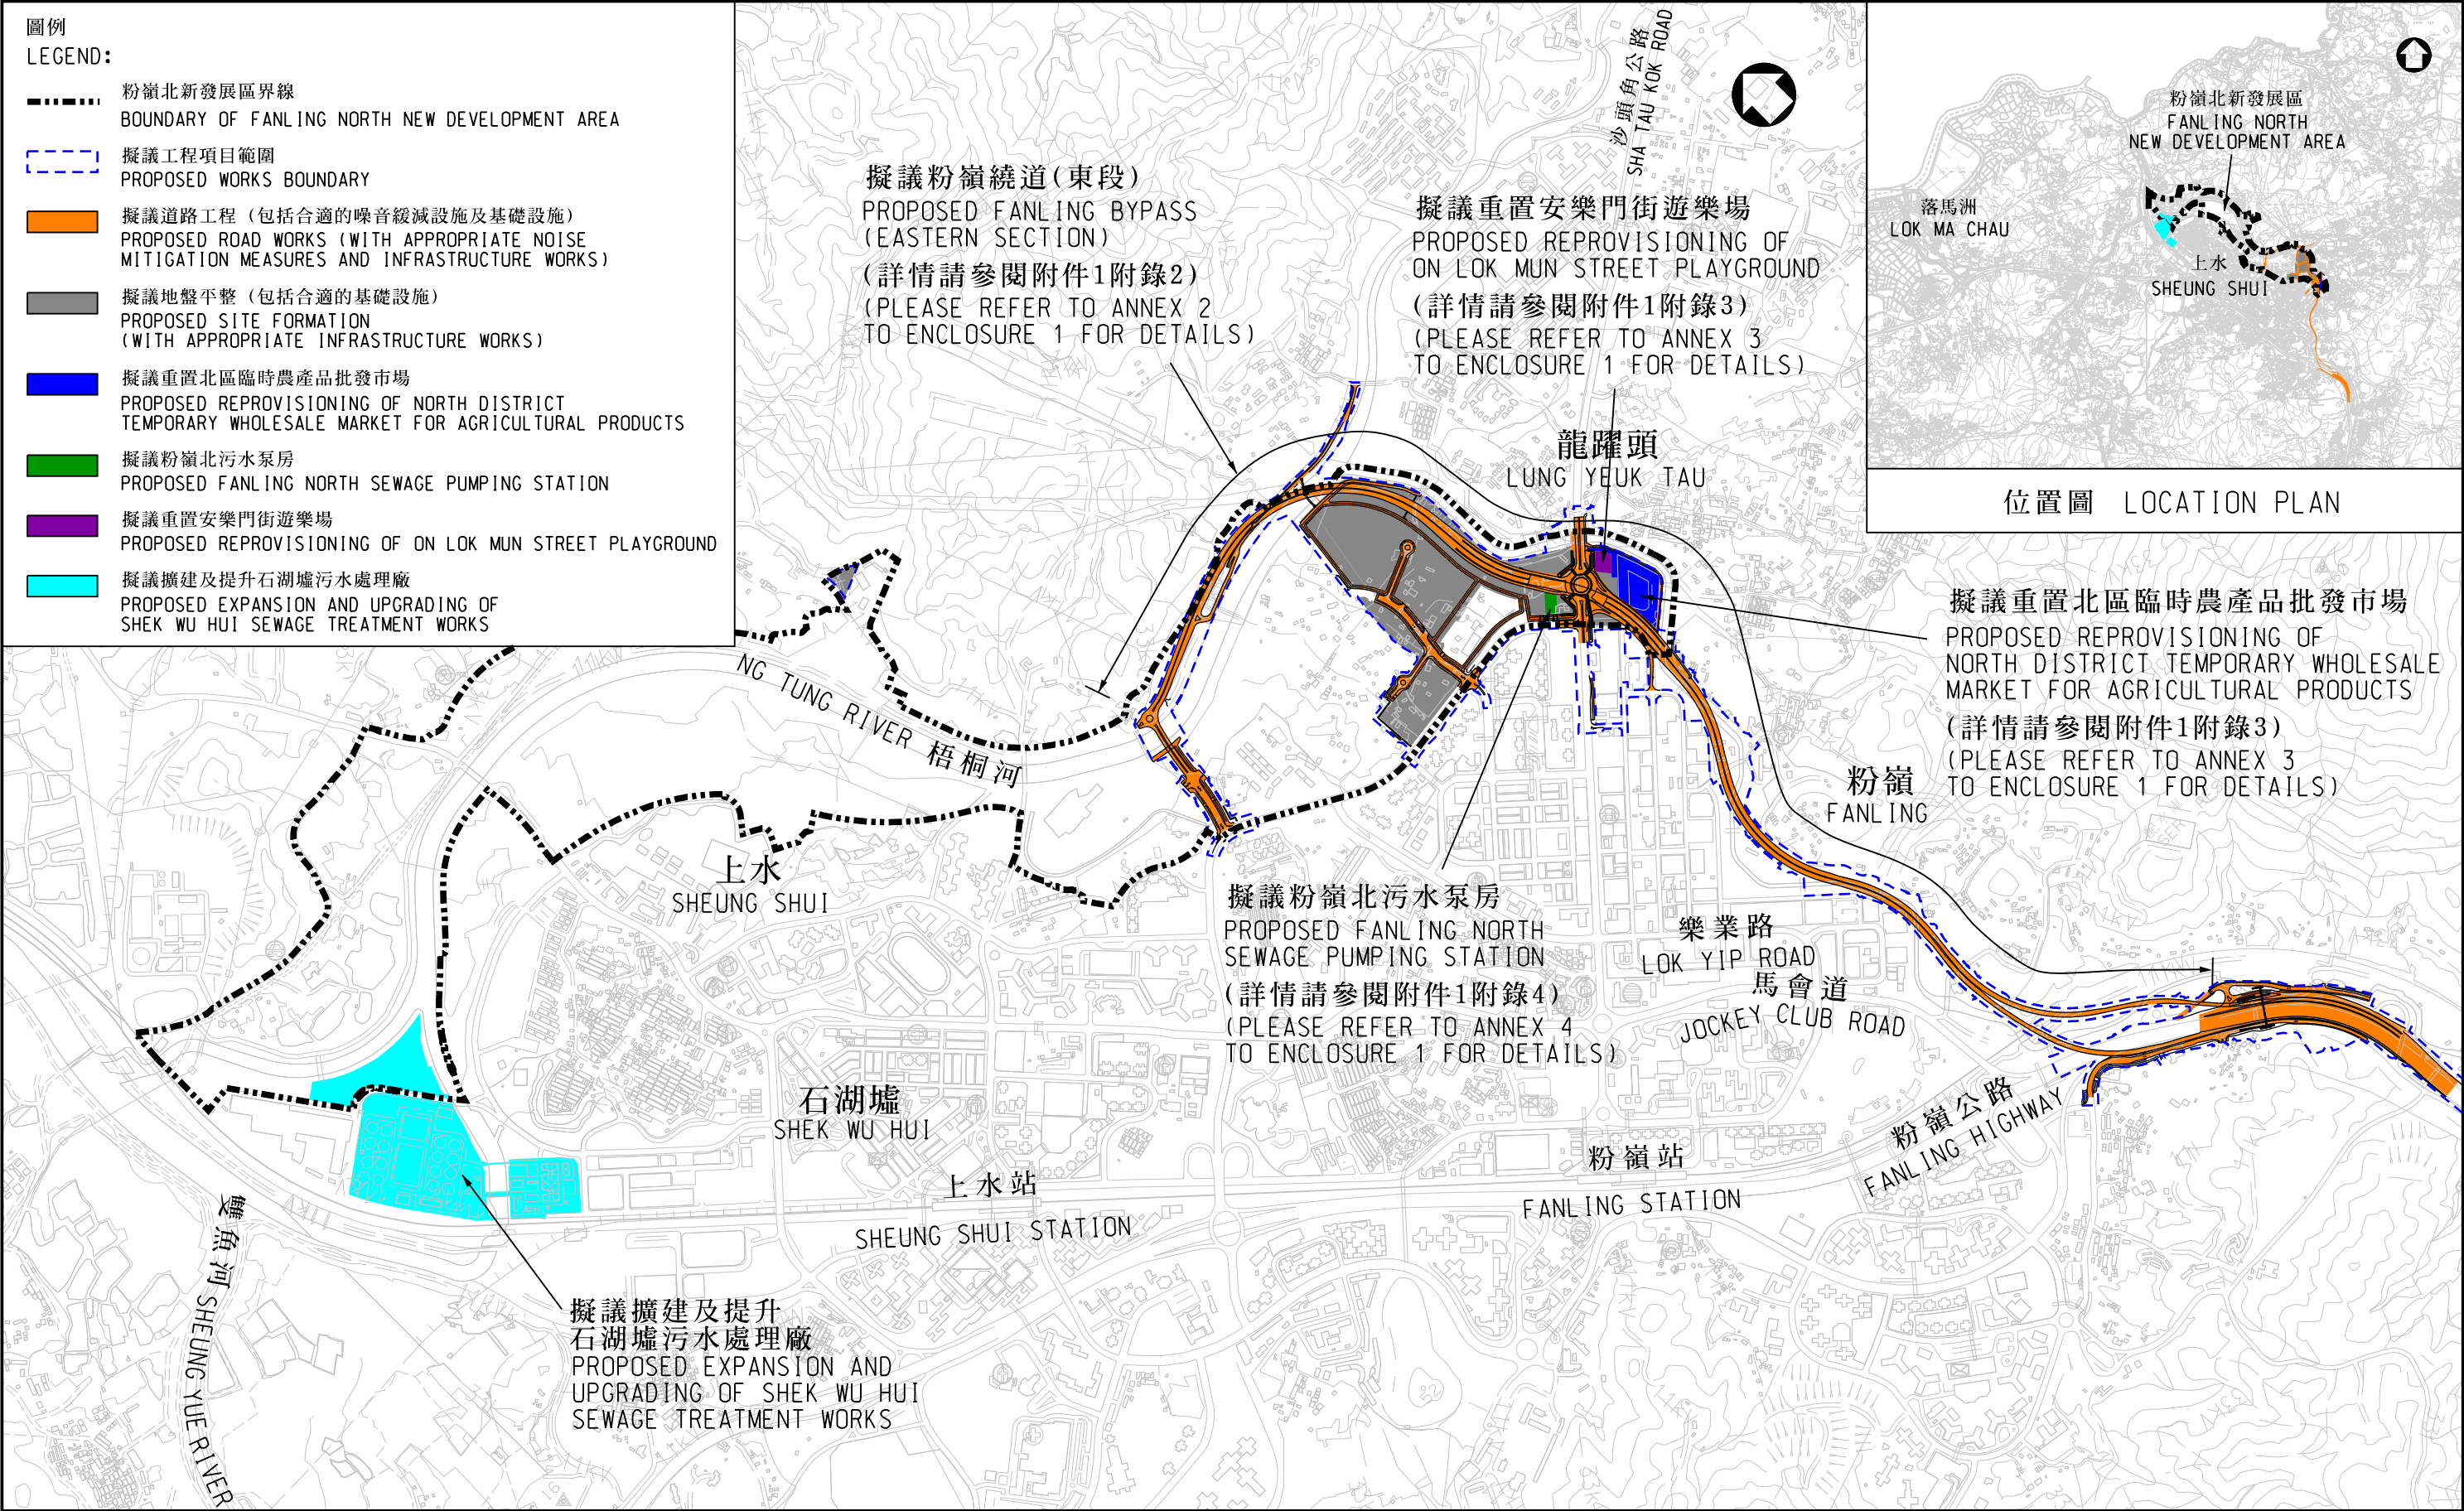 圖例
LEGEND:
粉嶺北新發展區界線
BOUNDARY OF FANLING NORTH NEW DEVELOPMENT AREA
擬議工程項目範圍
PROPOSED WORKS BOUNDARY
擬議道路工程 (包括合適的噪音緩減設施及基礎設施)
PROPOSED ROAD WORKS (WITH APPROPRIATE NOISE
MITIGATION MEASURES AND INFRASTRUCTURE WORKS)
擬議地盤平整 (包括合適的基礎設施)
PROPOSED SITE FORMATION
(WITH APPROPRIATE INFRASTRUCTURE WORKS)
擬議重置北區臨時農產品批發市場
PROPOSED REPROVISIONING OF NORTH DISTRICT
TEMPORARY WHOLESALE MARKET FOR AGRICULTURAL PRODUCTS
擬議粉嶺北污水泵房
PROPOSED FANLING NORTH SEWAGE PUMPING STATION
擬議重置安樂門街遊樂場
PROPOSED REPROVISIONING OF ON LOK MUN STREET PLAYGROUND
擬議擴建及提升石湖墟污水處理廠
PROPOSED EXPANSION AND UPGRADING OF
SHEK WU HUI SEWAGE TREATMENT WORKS
沙頭角公路
SHA TAU KOK ROAD
粉嶺北新發展區
FANLING NORTH
NEW DEVELOPMENT AREA
落馬洲
LOK MA CHAU
上水
SHEUNG SHUI
位置圖 LOCATION PLAN
擬議粉嶺繞道(東段)
PROPOSED FANLING BYPASS
(EASTERN SECTION)
(詳情請參閱附件1附錄2)
(PLEASE REFER TO ANNEX 2
TO ENCLOSURE 1 FOR DETAILS)
擬議重置安樂門街遊樂場
PROPOSED REPROVISIONING OF
ON LOK MUN STREET PLAYGROUND
(詳情請參閱附件1附錄3)
(PLEASE REFER TO ANNEX 3
TO ENCLOSURE 1 FOR DETAILS)
龍躍頭
LUNG YEUK TAU
擬議重置北區臨時農產品批發市場
PROPOSED REPROVISIONING OF
NORTH DISTRICT TEMPORARY WHOLESALE
MARKET FOR AGRICULTURAL PRODUCTS
(詳情請參閱附件1附錄3)
(PLEASE REFER TO ANNEX 3
TO ENCLOSURE 1 FOR DETAILS)
NG TUNG RIVER 梧桐河
粉嶺
FANLING
上水
SHEUNG SHUI
擬議粉嶺北污水泵房
PROPOSED FANLING NORTH
SEWAGE PUMPING STATION
(詳情請參閱附件1附錄4)
(PLEASE REFER TO ANNEX 4
TO ENCLOSURE 1 FOR DETAILS)
樂業路
LOK YIP ROAD
馬會道
JOCKEY CLUB ROAD
石湖墟
SHEK WU HUI
粉嶺公路
FANLING HIGHWAY
上水站
SHEUNG SHUI STATION
粉嶺站
FANLING STATION
雙魚河 SHEUNG YUE RIVER
擬議擴建及提升
石湖墟污水處理廠
PROPOSED EXPANSION AND
UPGRADING OF SHEK WU HUI
SEWAGE TREATMENT WORKS